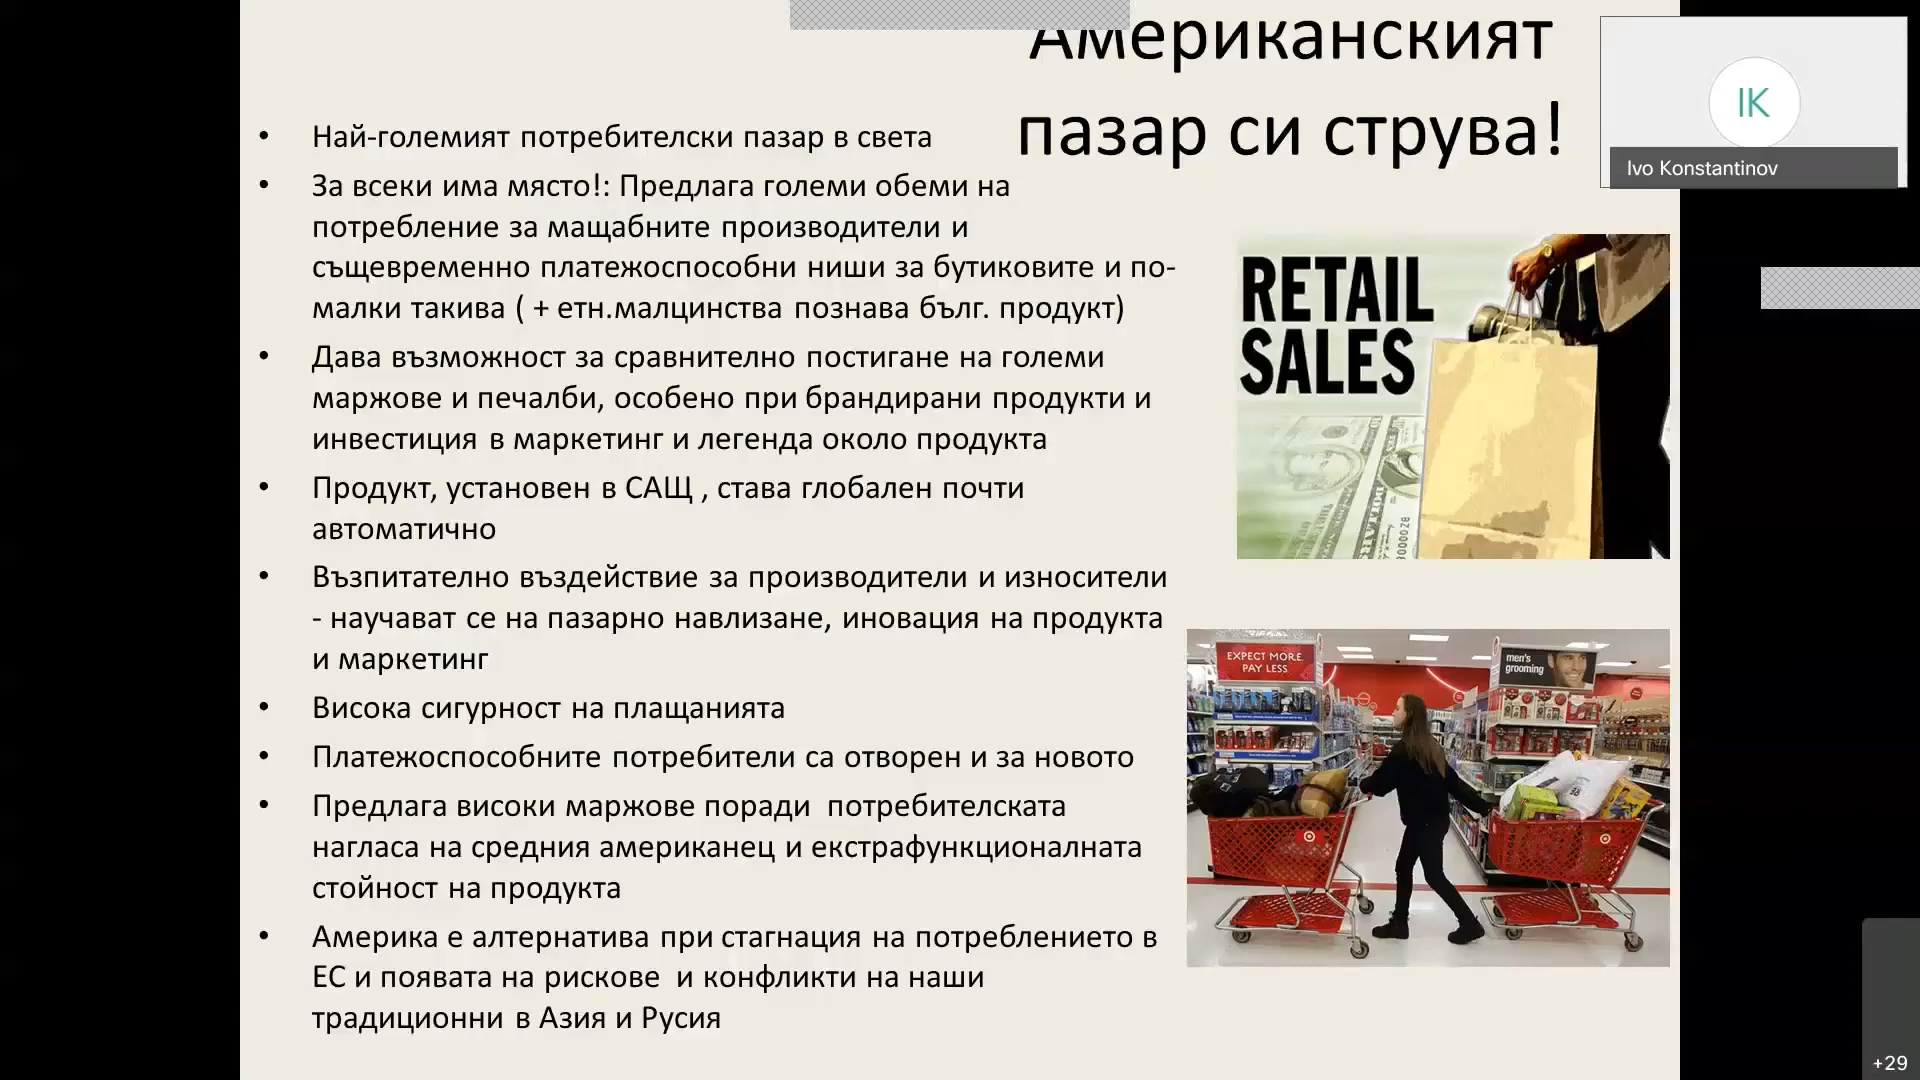 Американският
пазар си струва!
• Най-големият потребителски пазар в света
• За всеки има място!: Предлага големи обеми на
потребление за мащабните производители и
същевременно платежоспособни ниши за бутиковите и по-
малки такива ( + етн.малцинства познава бълг. продукт)
• Дава възможност за сравнително постигане на големи
маржове и печалби, особено при брандирани продукти и
инвестиция в маркетинг и легенда около продукта
• Продукт, установен в САЩ , става глобален почти
автоматично
• Възпитателно въздействие за производители и износители
- научават се на пазарно навлизане, иновация на продукта
и маркетинг
• Висока сигурност на плащанията
• Платежоспособните потребители са отворен и за новото
• Предлага високи маржове поради  потребителската
нагласа на средния американец и екстрафункционалната
стойност на продукта
• Америка е алтернатива при стагнация на потреблението в
ЕС и появата на рискове  и конфликти на наши
традиционни в Азия и Русия
RETAIL
SALES
EXPECT MORE.
PAY LESS
men's
grooming
IK
Ivo Konstantinov
+29